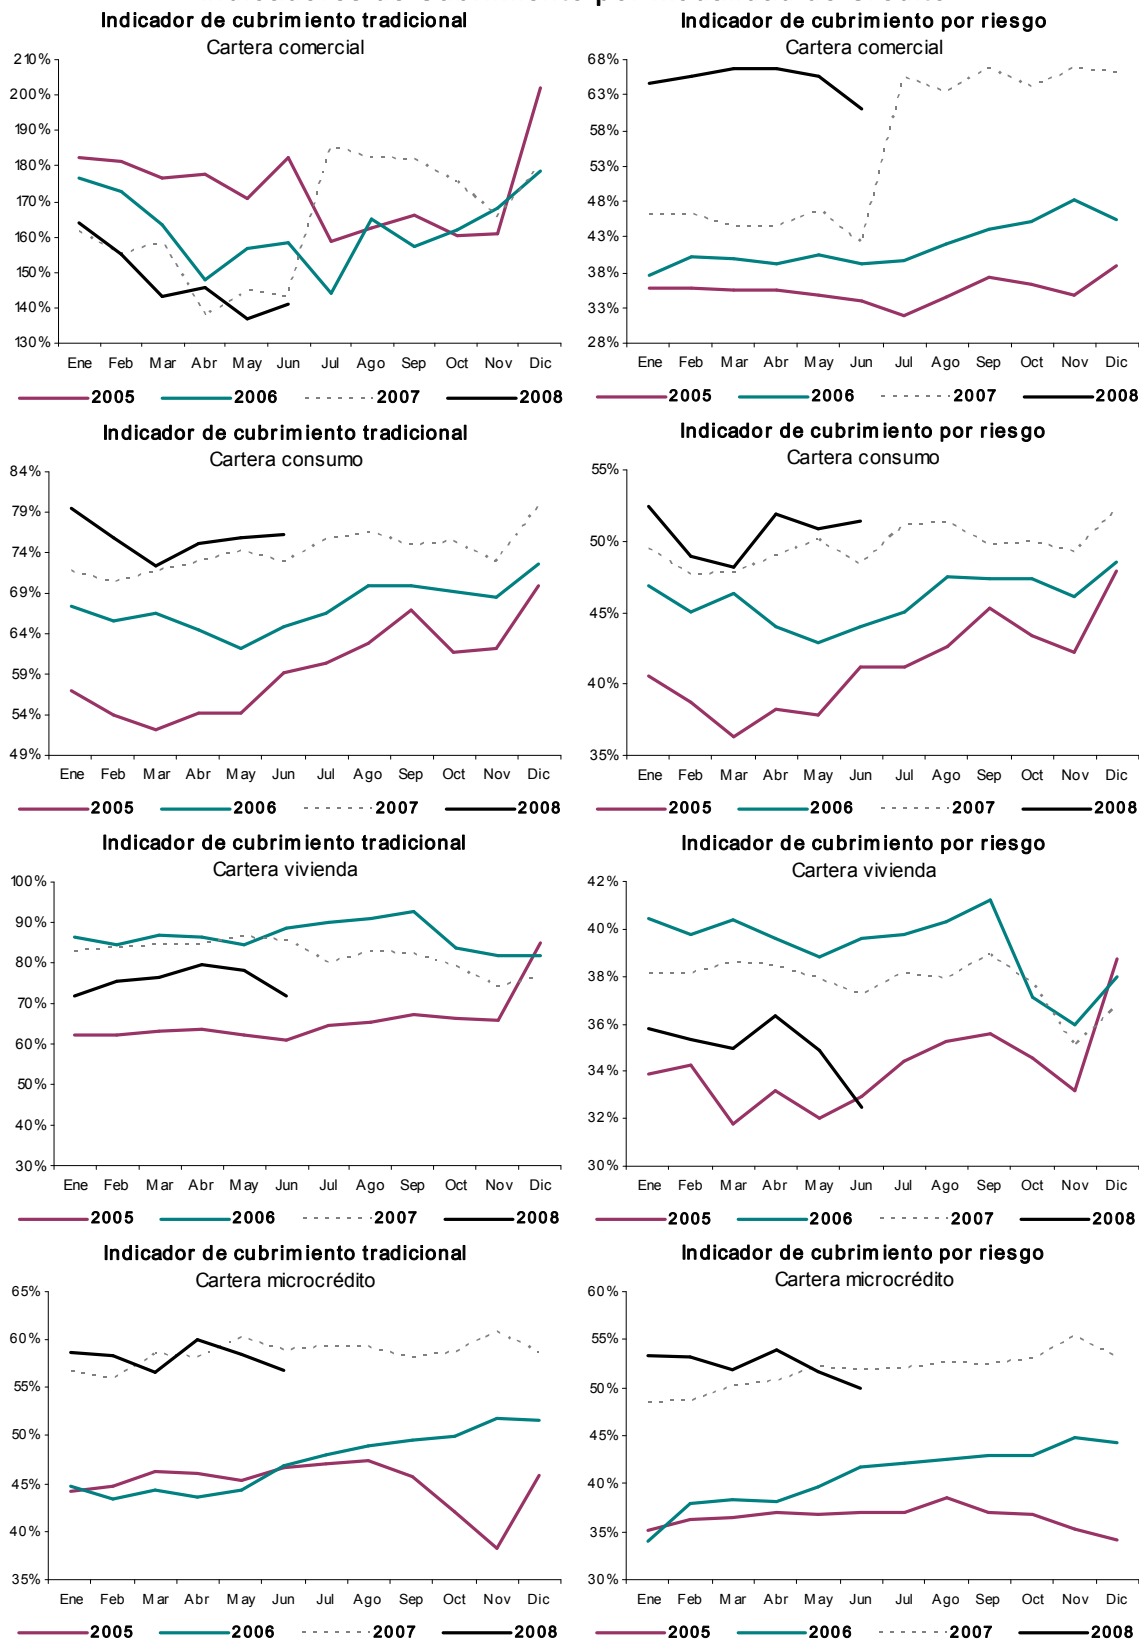 Indicador de cubrimiento tradicional
Cartera comercial
210%
200%
190%
180%
170%
160%
150%
140%
130%
Ene Feb Mar Abr May Jun Jul Ago Sep Oct Nov Dic
2005 2006 2007 2008
Indicador de cubrimiento por riesgo
Cartera comercial
68%
63%
58%
53%
48%
43%
38%
33%
28%
Ene Feb Mar Abr May Jun Jul Ago Sep Oct Nov Dic
2005 2006 2007 2008
Indicador de cubrimiento tradicional
Cartera consumo
84%
79%
74%
69%
64%
59%
54%
49%
Ene Feb Mar Abr May Jun Jul Ago Sep Oct Nov Dic
2005 2006 2007 2008
Indicador de cubrimiento por riesgo
Cartera consumo
55%
50%
45%
40%
35%
Ene Feb Mar Abr May Jun Jul Ago Sep Oct Nov Dic
2005 2006 2007 2008
Indicador de cubrimiento tradicional
Cartera vivienda
100%
90%
80%
70%
60%
50%
40%
30%
Ene Feb Mar Abr May Jun Jul Ago Sep Oct Nov Dic
2005 2006 2007 2008
Indicador de cubrimiento por riesgo
Cartera vivienda
42%
40%
38%
36%
34%
32%
30%
Ene Feb Mar Abr May Jun Jul Ago Sep Oct Nov Dic
2005 2006 2007 2008
Indicador de cubrimiento tradicional
Cartera microcrédito
65%
60%
55%
50%
45%
40%
35%
Ene Feb Mar Abr May Jun Jul Ago Sep Oct Nov Dic
2005 2006 2007 2008
Indicador de cubrimiento por riesgo
Cartera microcrédito
60%
55%
50%
45%
40%
35%
30%
Ene Feb Mar Abr May Jun Jul Ago Sep Oct Nov Dic
2005 2006 2007 2008